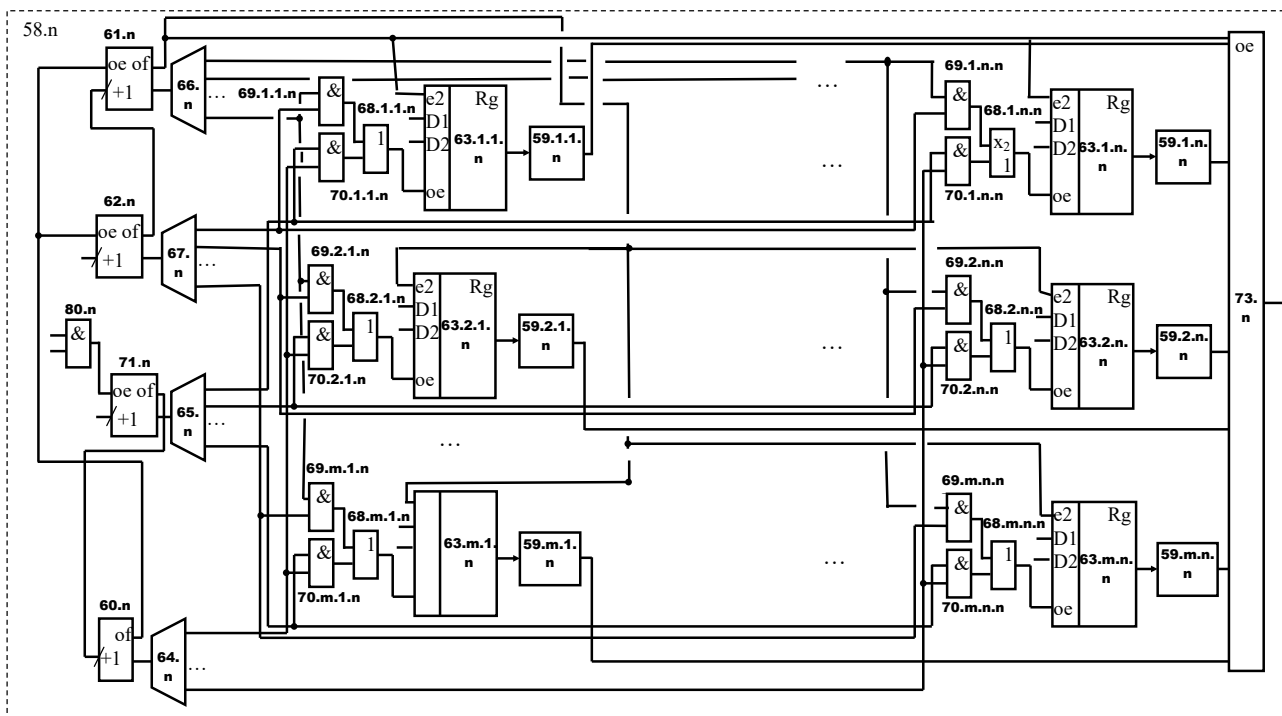 58.n
61.n
oe of
+1
66.
n
…
69.1.1.n
&
68.1.1.n
1
&
70.1.1.n
e2
D1
D2
oe
Rg
63.1.1.
n
59.1.1.
n
…
…
69.1.n.n
&
68.1.n.n
x2
1
&
70.1.n.n
e2
D1
D2
oe
Rg
63.1.n.
n
59.1.n.
n
oe
73.
n
62.n
oe of
+1
67.
n
…
69.2.1.n
&
68.2.1.n
1
&
70.2.1.n
e2
D1
D2
oe
Rg
63.2.1.
n
59.2.1.
n
…
69.2.n.n
&
68.2.n.n
1
&
70.2.n.n
e2
D1
D2
oe
Rg
63.2.n.
n
59.2.n.
n
80.n
&
71.n
oe of
+1
65.
n
…
…
69.m.1.n
&
68.m.1.n
1
&
70.m.1.n
63.m.1.
n
59.m.1.
n
…
69.m.n.n
&
68.m.n.n
1
&
70.m.n.n
e2
D1
D2
oe
Rg
63.m.n.
n
59.m.n.
n
60.n
of
+1
64.
n
…